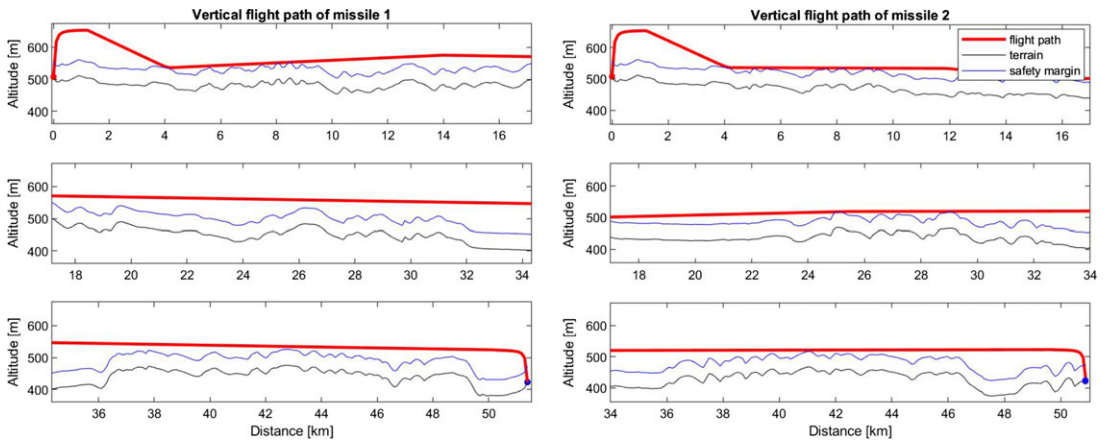 Vertical flight path of missile 1
Altitude [m]
600
500
400
0 2 4 6 8 10 12 14 16
Altitude [m]
600
500
400
18 20 22 24 26 28 30 32 34
Altitude [m]
600
500
400
36 38 40 42 44 46 48 50
Distance [km]
Vertical flight path of missile 2
flight path
terrain
safety margin
Altitude [m]
600
500
400
0 2 4 6 8 10 12 14 16
Altitude [m]
600
500
400
18 20 22 24 26 28 30 32 34
Altitude [m]
600
500
400
34 36 38 40 42 44 46 48 50
Distance [km]